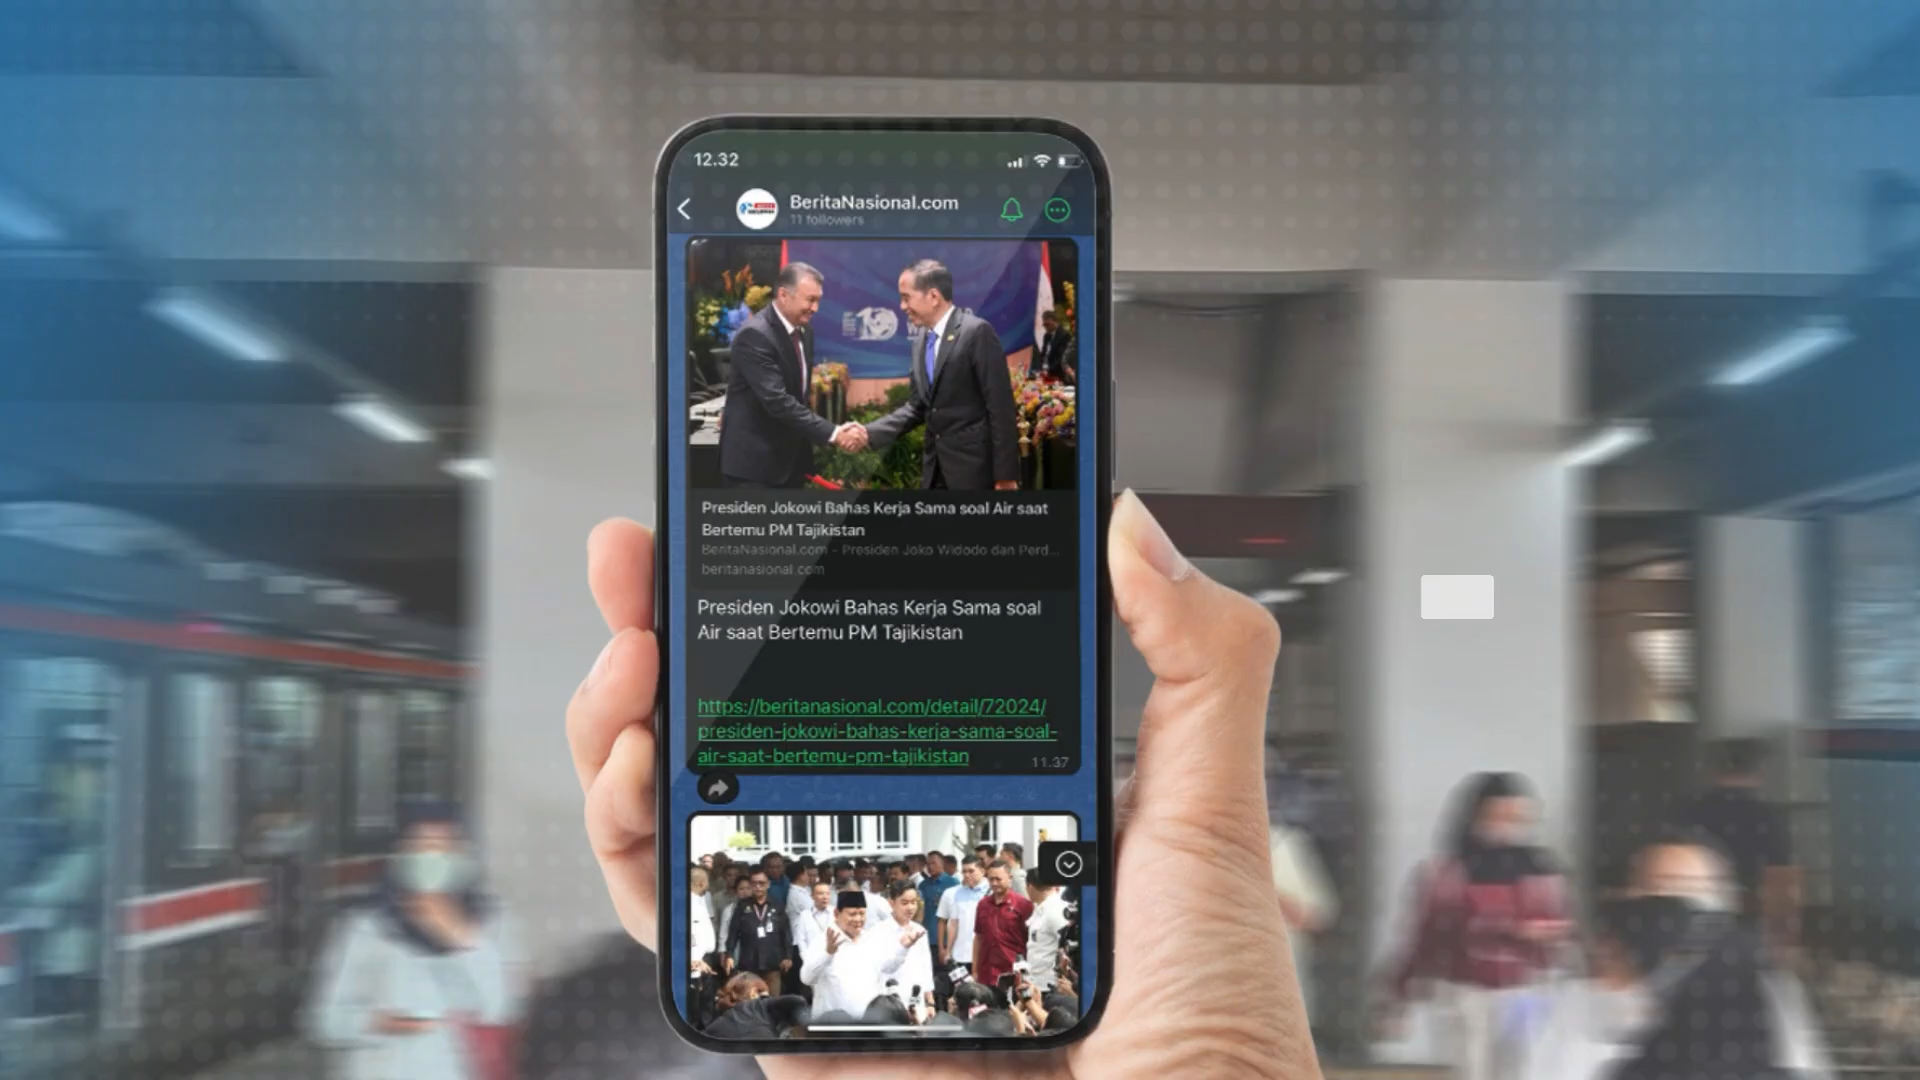 12.32
BeritaNasional.com
11 followers
10
Presiden Jokowi Bahas Kerja Sama soal Air saat
Bertemu PM Tajikistan
BeritaNasional.com - Presiden Joko Widodo dan Perd...
beritanasional.com
Presiden Jokowi Bahas Kerja Sama soal
Air saat Bertemu PM Tajikistan
https://beritanasional.com/detail/72024/
presiden-jokowi-bahas-kerja-sama-soal-
air-saat-bertemu-pm-tajikistan
11.37